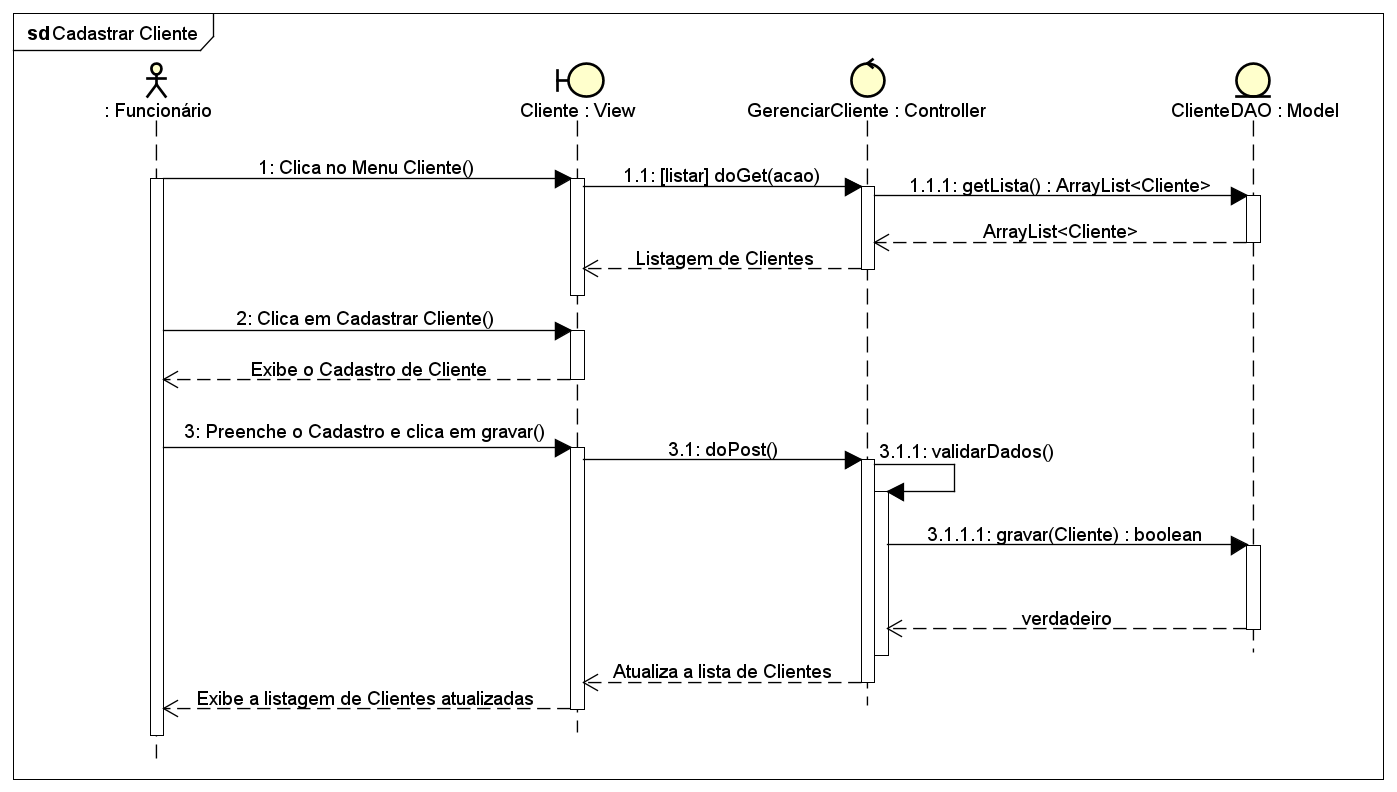 sd Cadastrar Cliente
: Funcionário
Cliente : View
GerenciarCliente : Controller
ClienteDAO : Model
1: Clica no Menu Cliente()
1.1: [listar] doGet(acao)
1.1.1: getLista() : ArrayList<Cliente>
ArrayList<Cliente>
Listagem de Clientes
2: Clica em Cadastrar Cliente()
Exibe o Cadastro de Cliente
3: Preenche o Cadastro e clica em gravar()
3.1: doPost()
3.1.1: validarDados()
3.1.1.1: gravar(Cliente) : boolean
verdadeiro
Atualiza a lista de Clientes
Exibe a listagem de Clientes atualizadas